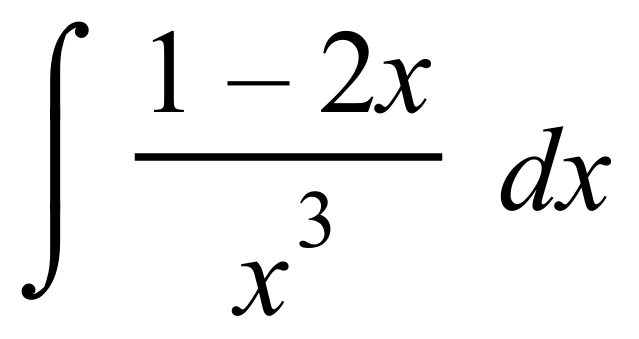 ∫ (1 − 2x)/x³ dx